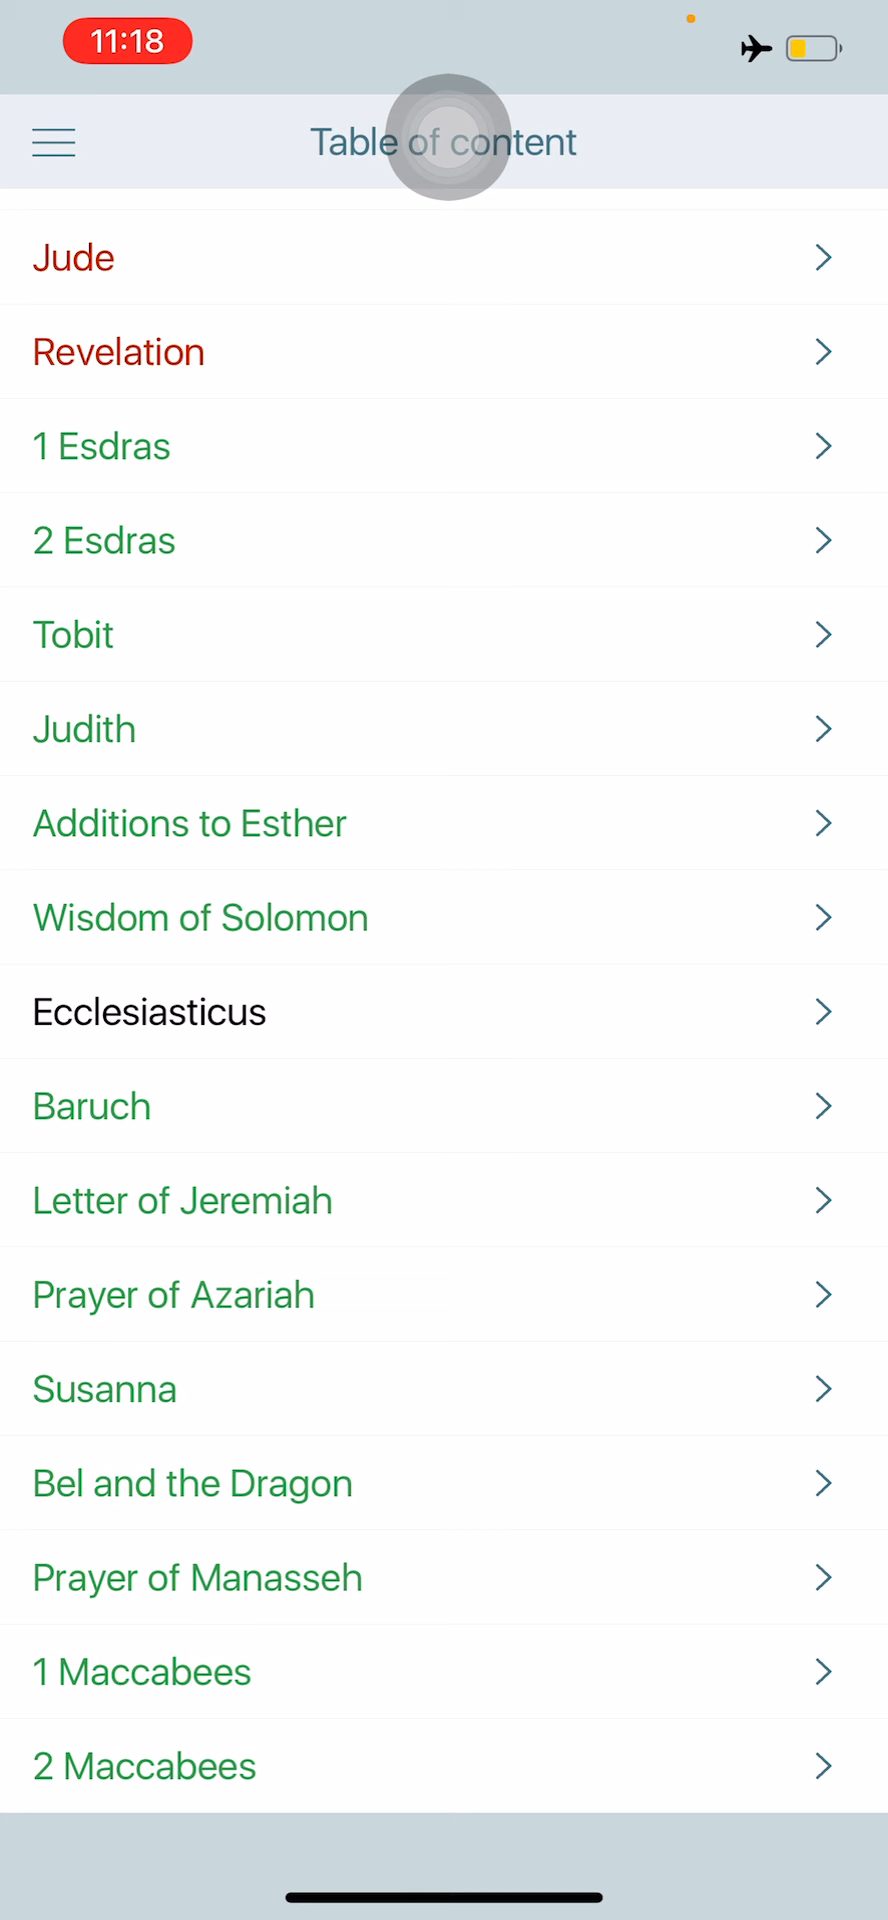 11:18
Table of content
Jude
Revelation
1 Esdras
2 Esdras
Tobit
Judith
Additions to Esther
Wisdom of Solomon
Ecclesiasticus
Baruch
Letter of Jeremiah
Prayer of Azariah
Susanna
Bel and the Dragon
Prayer of Manasseh
1 Maccabees
2 Maccabees